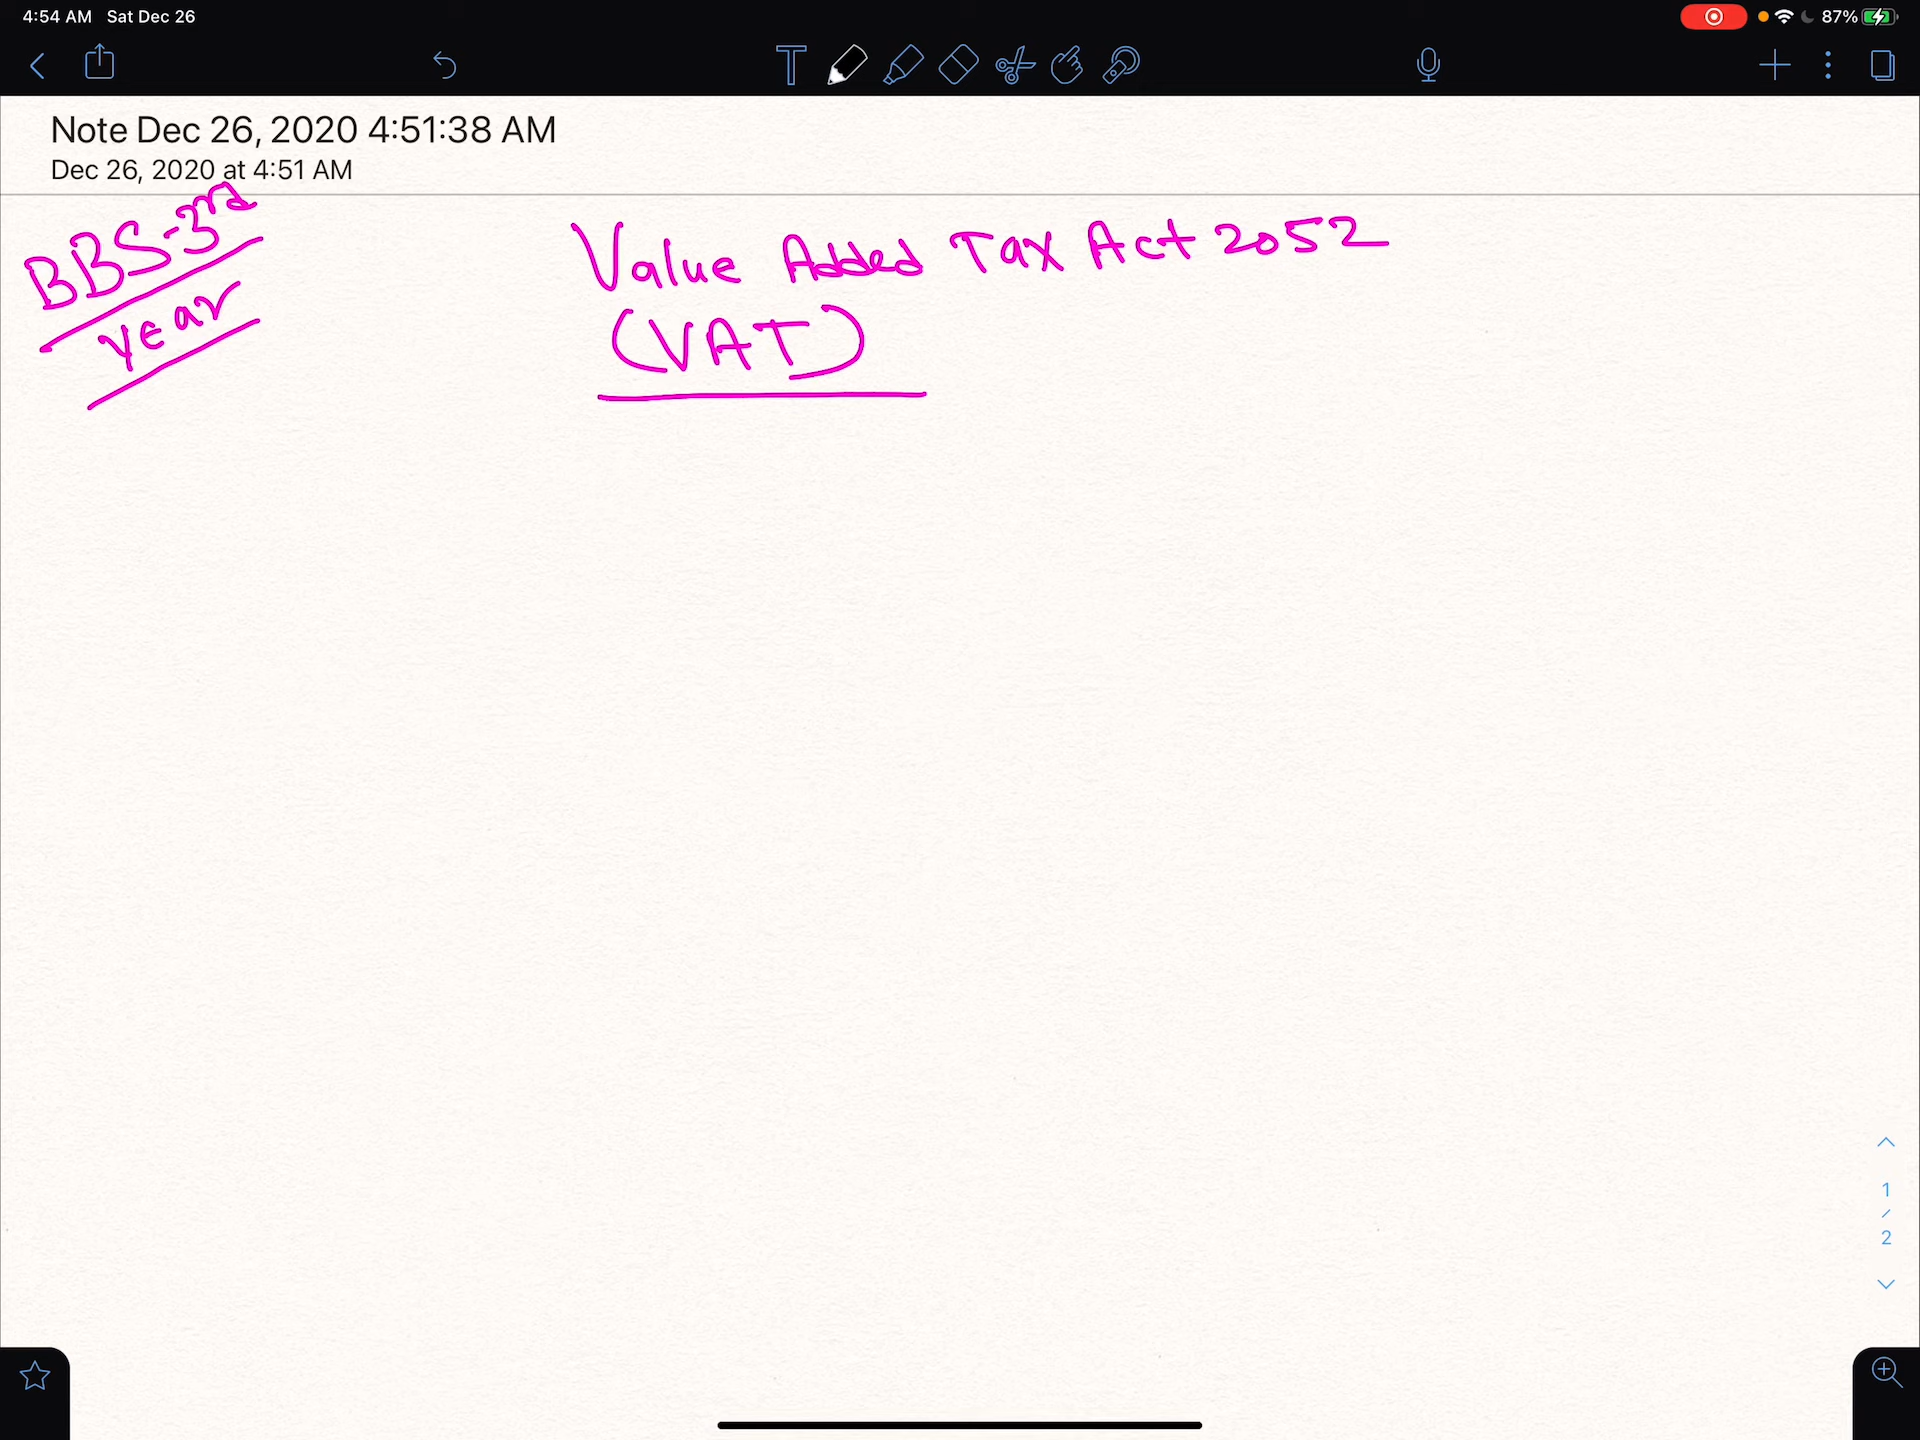 4:54 AM Sat Dec 26
87%
Note Dec 26, 2020 4:51:38 AM
Dec 26, 2020 at 4:51 AM
BBS-3rd
year
Value Added Tax Act 2052
(VAT)
1
/
2